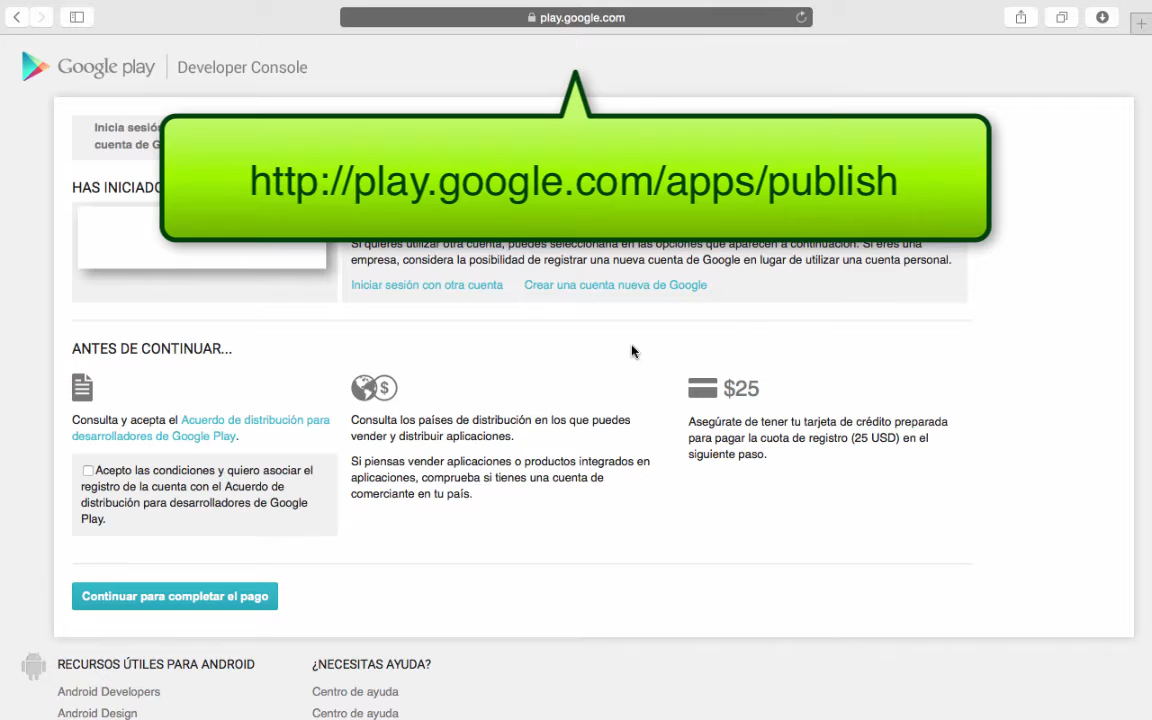 play.google.com
Google play Developer Console
http://play.google.com/apps/publish
Inicia sesión
cuenta de G
HAS INICIADO
Si quieres utilizar otra cuenta, puedes seleccionarla en las opciones que aparecen a continuación. Si eres una
empresa, considera la posibilidad de registrar una nueva cuenta de Google en lugar de utilizar una cuenta personal.
Iniciar sesión con otra cuenta Crear una cuenta nueva de Google
ANTES DE CONTINUAR...
Consulta y acepta el Acuerdo de distribución para
desarrolladores de Google Play.
Acepto las condiciones y quiero asociar el
registro de la cuenta con el Acuerdo de
distribución para desarrolladores de Google
Play.
$
Consulta los países de distribución en los que puedes
vender y distribuir aplicaciones.
Si piensas vender aplicaciones o productos integrados en
aplicaciones, comprueba si tienes una cuenta de
comerciante en tu país.
$25
Asegúrate de tener tu tarjeta de crédito preparada
para pagar la cuota de registro (25 USD) en el
siguiente paso.
Continuar para completar el pago
RECURSOS ÚTILES PARA ANDROID
Android Developers
Android Design
¿NECESITAS AYUDA?
Centro de ayuda
Centro de ayuda